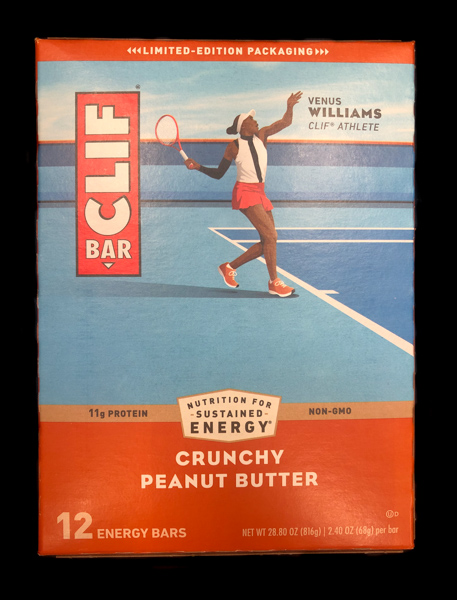 LIMITED-EDITION PACKAGING
VENUS
WILLIAMS
CLIF® ATHLETE
CLIF®
BAR
11g PROTEIN
NUTRITION FOR
-SUSTAINED-
ENERGY®
NON-GMO
CRUNCHY
PEANUT BUTTER
12 ENERGY BARS
U D
NET WT 28.80 OZ (816g) | 2.40 OZ (68g) per bar